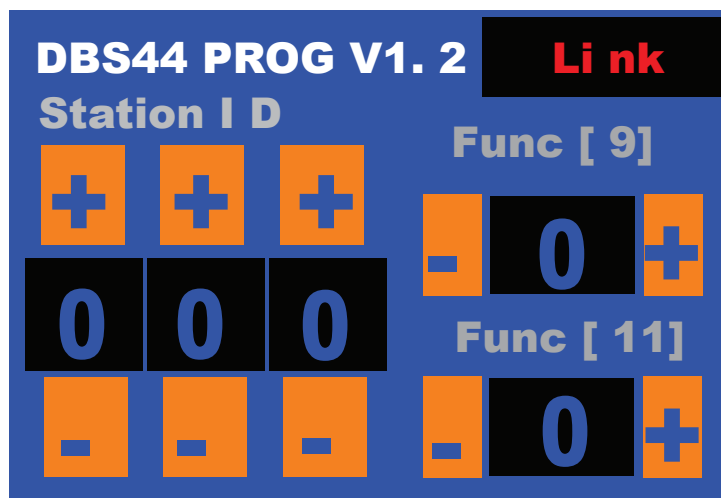 DBS44 PROG V1. 2
Li nk
Station I D
Func [ 9]
+ + +
- 0 +
0 0 0
Func [ 11]
- - -
- 0 +